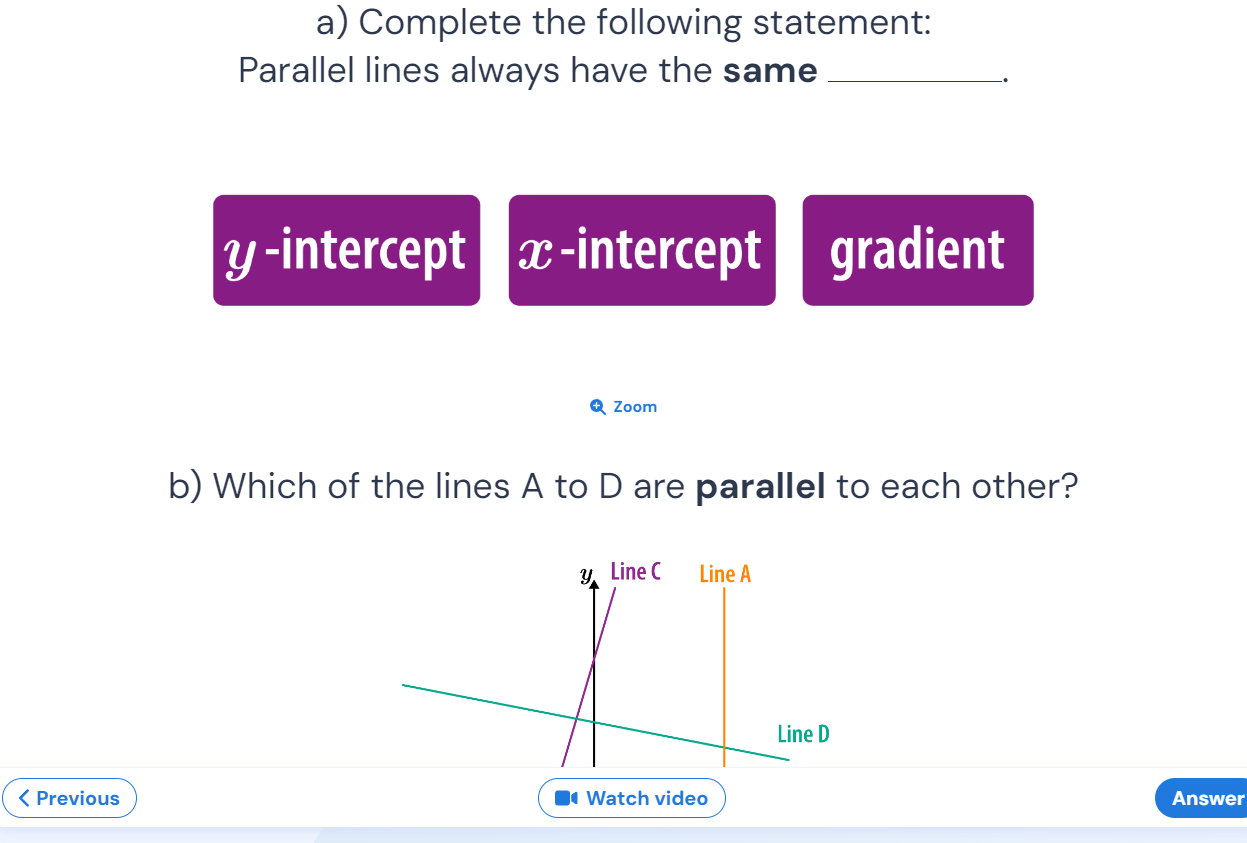 a) Complete the following statement:
Parallel lines always have the same __________.
y-intercept
x-intercept
gradient
Zoom
b) Which of the lines A to D are parallel to each other?
y
Line C
Line A
Line D
Previous
Watch video
Answer